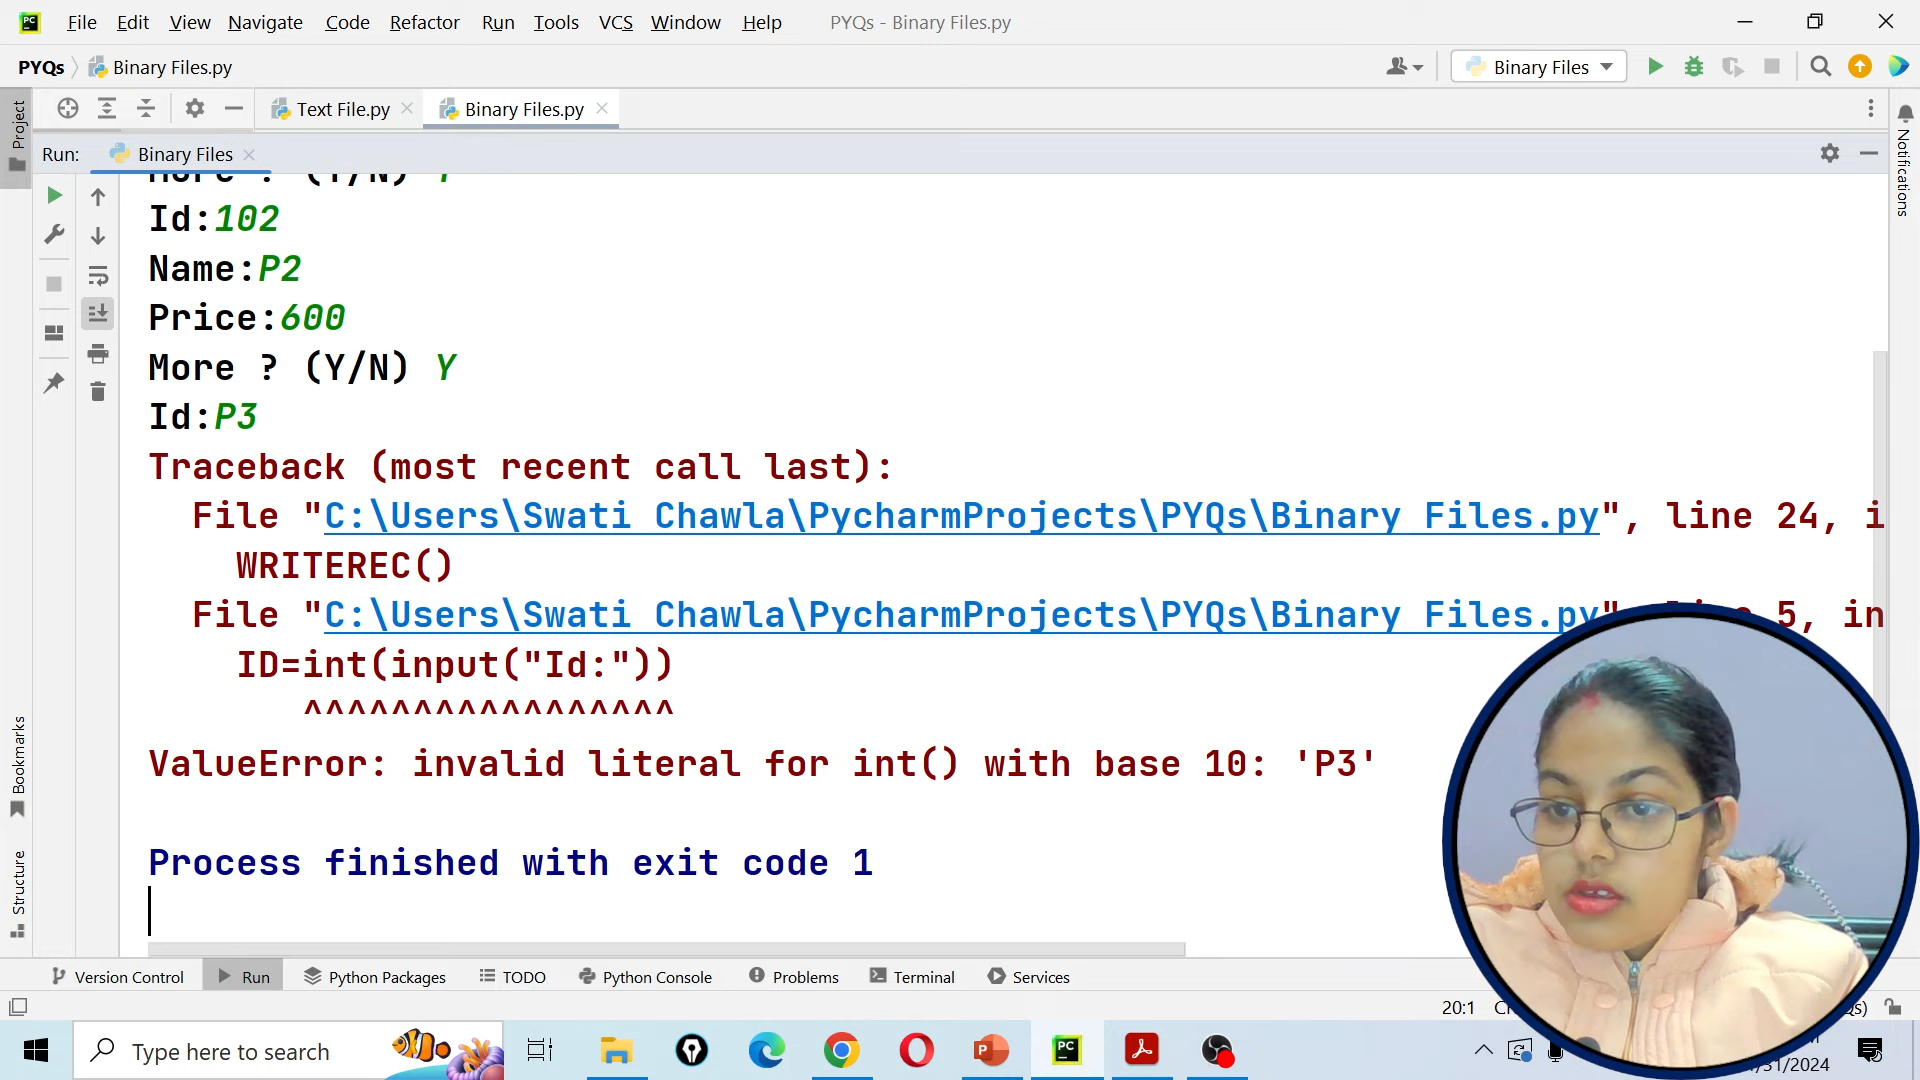 File Edit View Navigate Code Refactor Run Tools VCS Window Help PYQs - Binary Files.py
PYQs Binary Files.py Binary Files
Project Text File.py Binary Files.py
Run: Binary Files
Notifications
More ? (Y/N) Y
Id:102
Name:P2
Price:600
More ? (Y/N) Y
Id:P3
Traceback (most recent call last):
File "C:\Users\Swati Chawla\PycharmProjects\PYQs\Binary Files.py", line 24, i
WRITEREC()
File "C:\Users\Swati Chawla\PycharmProjects\PYQs\Binary Files.py", line 5, in
ID=int(input("Id:"))
^^^^^^^^^^^^^^^^^
ValueError: invalid literal for int() with base 10: 'P3'
Process finished with exit code 1
Bookmarks
Structure
Version Control Run Python Packages TODO Python Console Problems Terminal Services
20:1
Type here to search
/31/2024